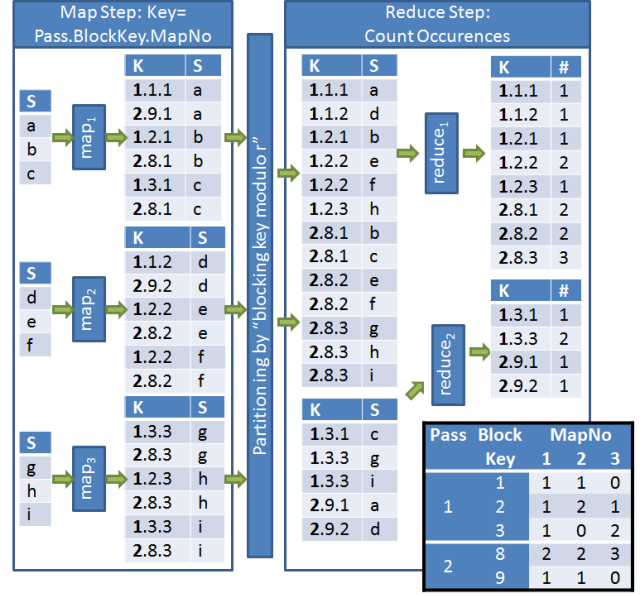 Map Step: Key=
Pass.BlockKey.MapNo
S
a
b
c
map1
K S
1.1.1 a
2.9.1 a
1.2.1 b
2.8.1 b
1.3.1 c
2.8.1 c
S
d
e
f
map2
K S
1.1.2 d
2.9.2 d
1.2.2 e
2.8.2 e
1.2.2 f
2.8.2 f
S
g
h
i
map3
K S
1.3.3 g
2.8.3 g
1.2.3 h
2.8.3 h
1.3.3 i
2.8.3 i
Partition ing by “blocking key modulo r”
Reduce Step:
Count Occurences
K S
1.1.1 a
1.1.2 d
1.2.1 b
1.2.2 e
1.2.2 f
1.2.3 h
2.8.1 b
2.8.1 c
2.8.2 e
2.8.2 f
2.8.3 g
2.8.3 h
2.8.3 i
K S
1.3.1 c
1.3.3 g
1.3.3 i
2.9.1 a
2.9.2 d
reduce1
K #
1.1.1 1
1.1.2 1
1.2.1 1
1.2.2 2
1.2.3 1
2.8.1 2
2.8.2 2
2.8.3 3
reduce2
K #
1.3.1 1
1.3.3 2
2.9.1 1
2.9.2 1
Pass Block MapNo
Key 1 2 3
1 1 1 0
1 2 1 2 1
3 1 0 2
2 8 2 2 3
9 1 1 0